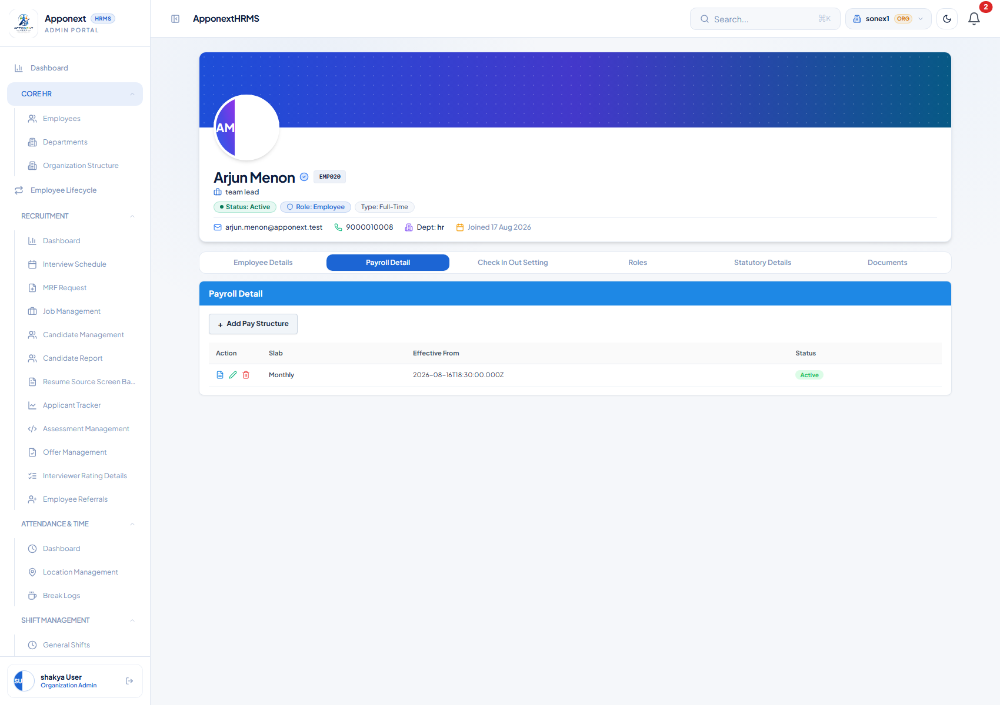 Apponext HRMS
ADMIN PORTAL
ApponextHRMS
Search...
⌘K
sonex1 ORG
2
Dashboard
CORE HR
Employees
Departments
Organization Structure
Employee Lifecycle
RECRUITMENT
Dashboard
Interview Schedule
MRF Request
Job Management
Candidate Management
Candidate Report
Resume Source Screen Ba...
Applicant Tracker
Assessment Management
Offer Management
Interviewer Rating Details
Employee Referrals
ATTENDANCE & TIME
Dashboard
Location Management
Break Logs
SHIFT MANAGEMENT
General Shifts
SU
shakya User
Organization Admin
AM
Arjun Menon EMP020
team lead
Status: Active Role: Employee Type: Full-Time
arjun.menon@apponext.test 9000010008 Dept: hr Joined 17 Aug 2026
Employee Details Payroll Detail Check In Out Setting Roles Statutory Details Documents
Payroll Detail
+ Add Pay Structure
Action Slab Effective From Status
Monthly 2026-08-16T18:30:00.000Z Active